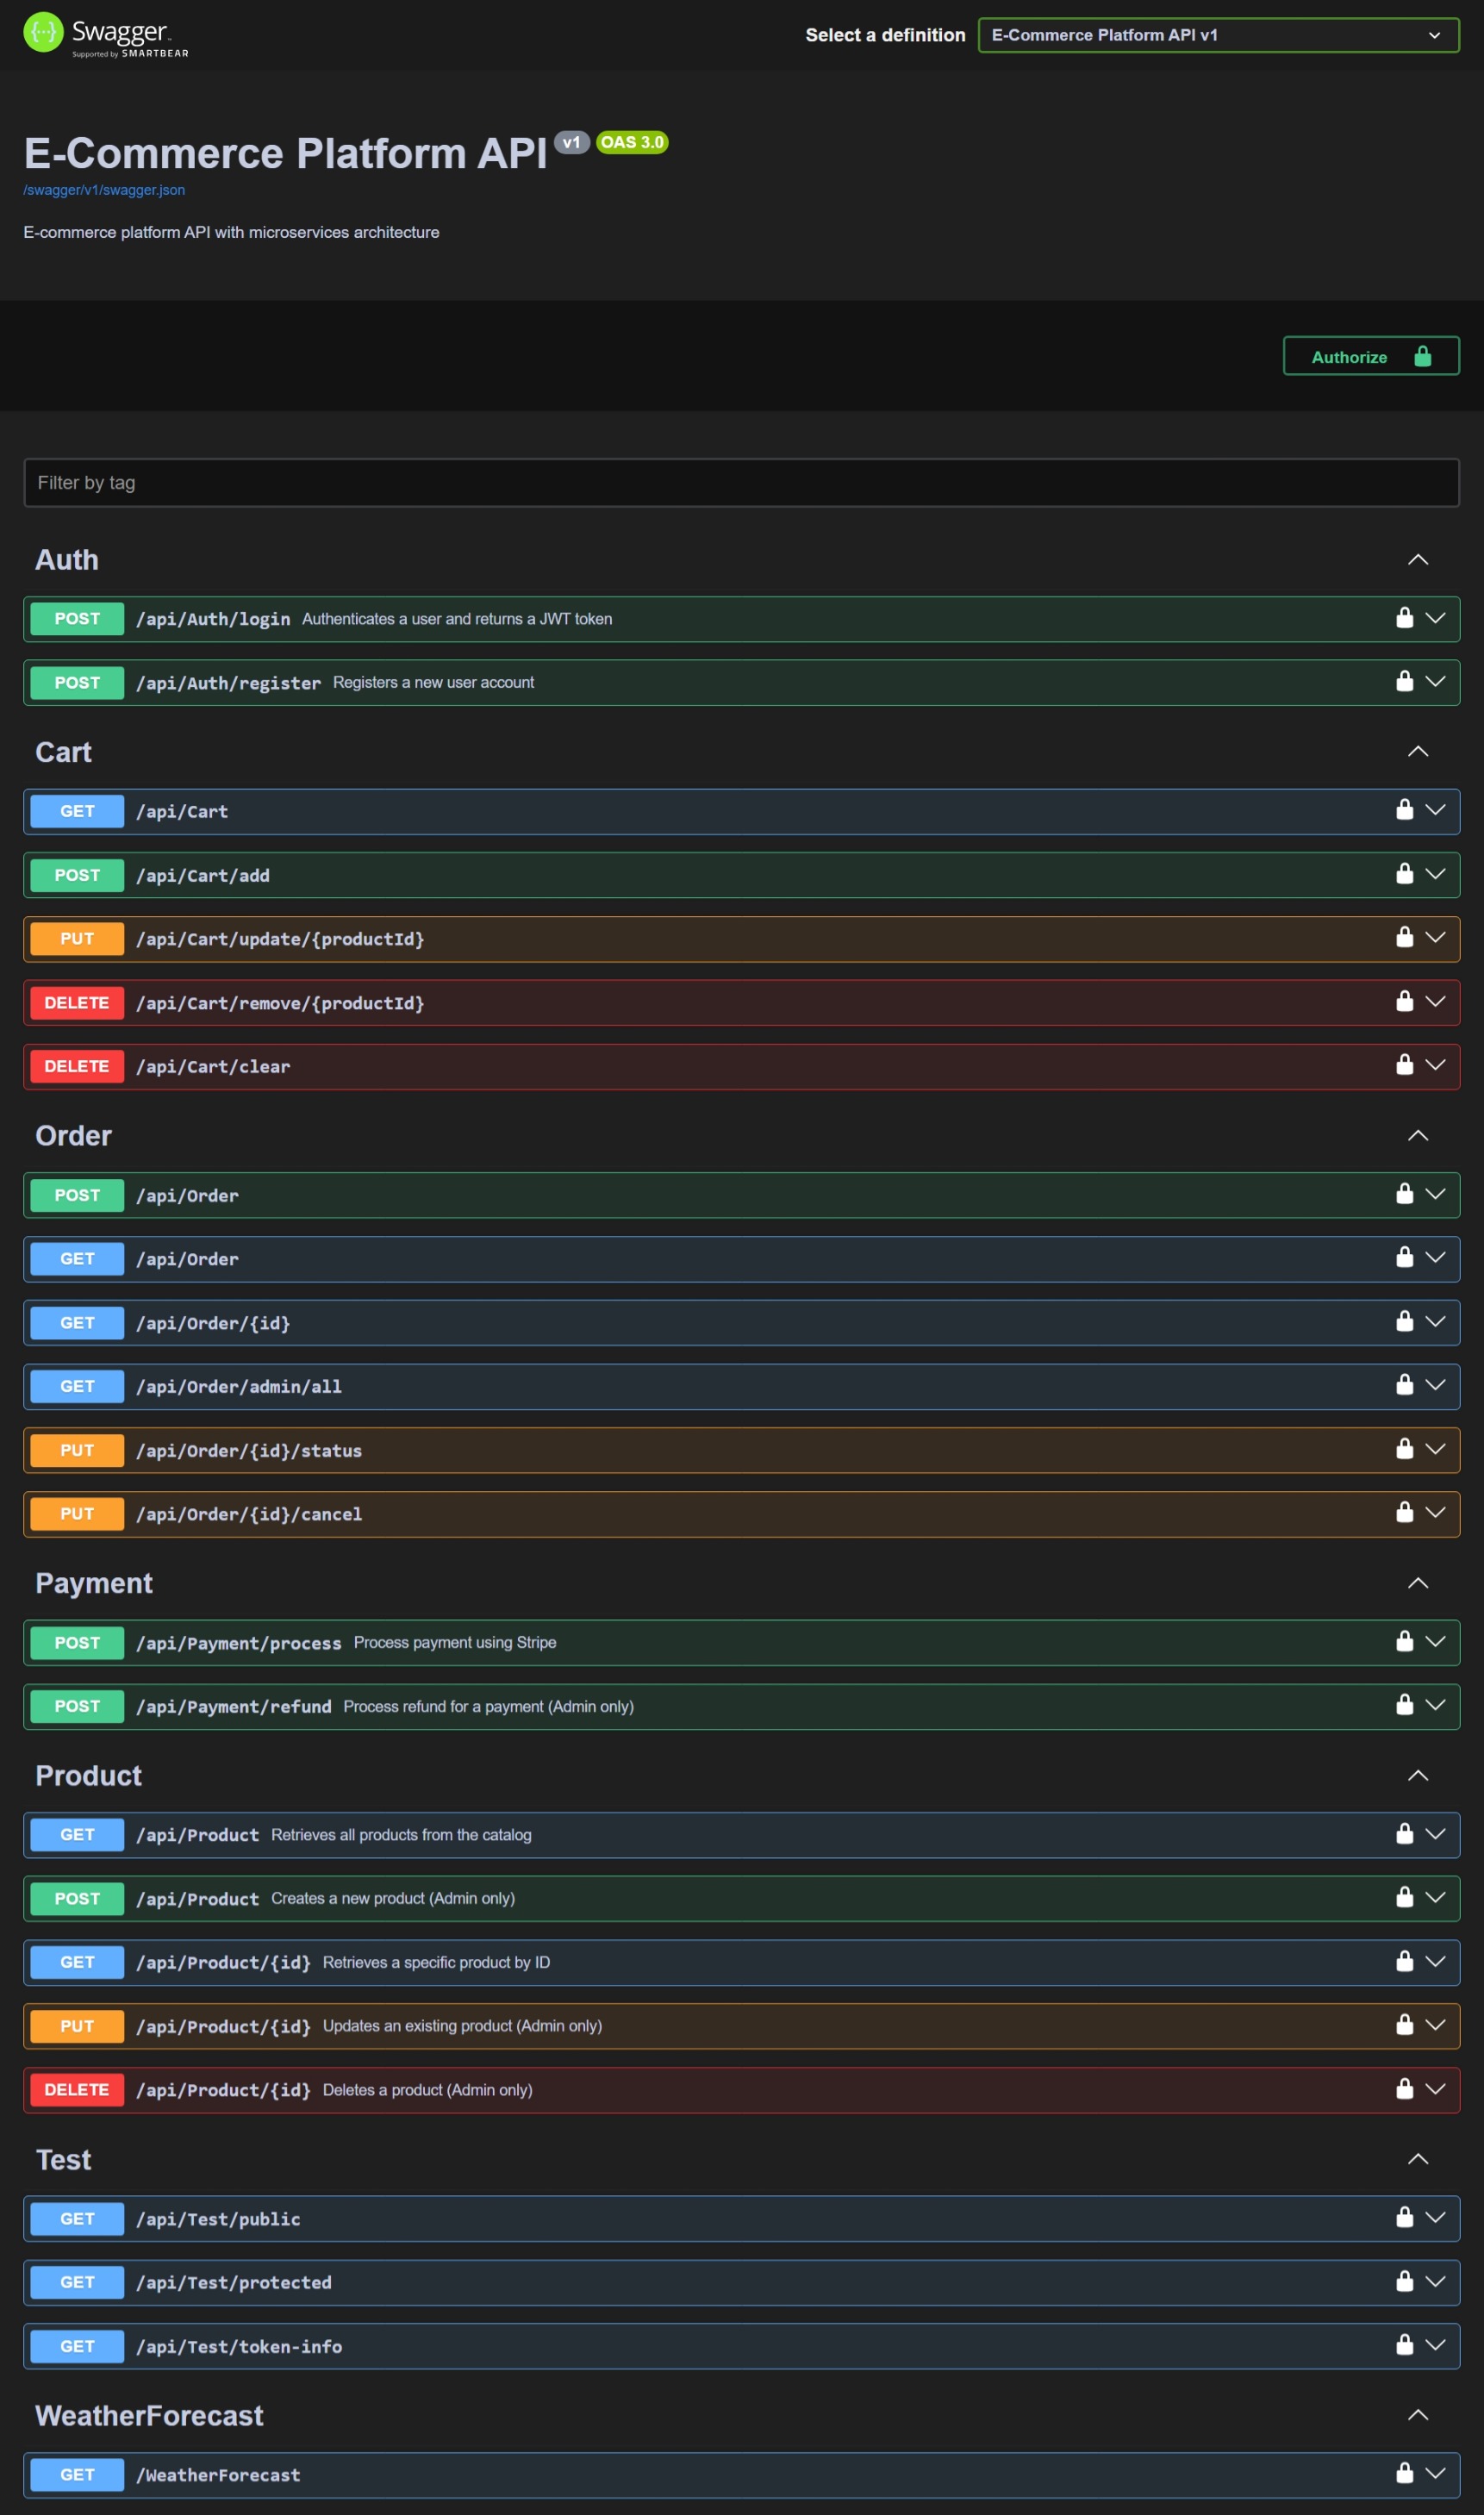 Swagger
Supported by SMARTBEAR
Select a definition
E-Commerce Platform API v1
E-Commerce Platform API v1 OAS 3.0
/swagger/v1/swagger.json
E-commerce platform API with microservices architecture
Authorize
Filter by tag
Auth
POST /api/Auth/login Authenticates a user and returns a JWT token
POST /api/Auth/register Registers a new user account
Cart
GET /api/Cart
POST /api/Cart/add
PUT /api/Cart/update/{productId}
DELETE /api/Cart/remove/{productId}
DELETE /api/Cart/clear
Order
POST /api/Order
GET /api/Order
GET /api/Order/{id}
GET /api/Order/admin/all
PUT /api/Order/{id}/status
PUT /api/Order/{id}/cancel
Payment
POST /api/Payment/process Process payment using Stripe
POST /api/Payment/refund Process refund for a payment (Admin only)
Product
GET /api/Product Retrieves all products from the catalog
POST /api/Product Creates a new product (Admin only)
GET /api/Product/{id} Retrieves a specific product by ID
PUT /api/Product/{id} Updates an existing product (Admin only)
DELETE /api/Product/{id} Deletes a product (Admin only)
Test
GET /api/Test/public
GET /api/Test/protected
GET /api/Test/token-info
WeatherForecast
GET /WeatherForecast